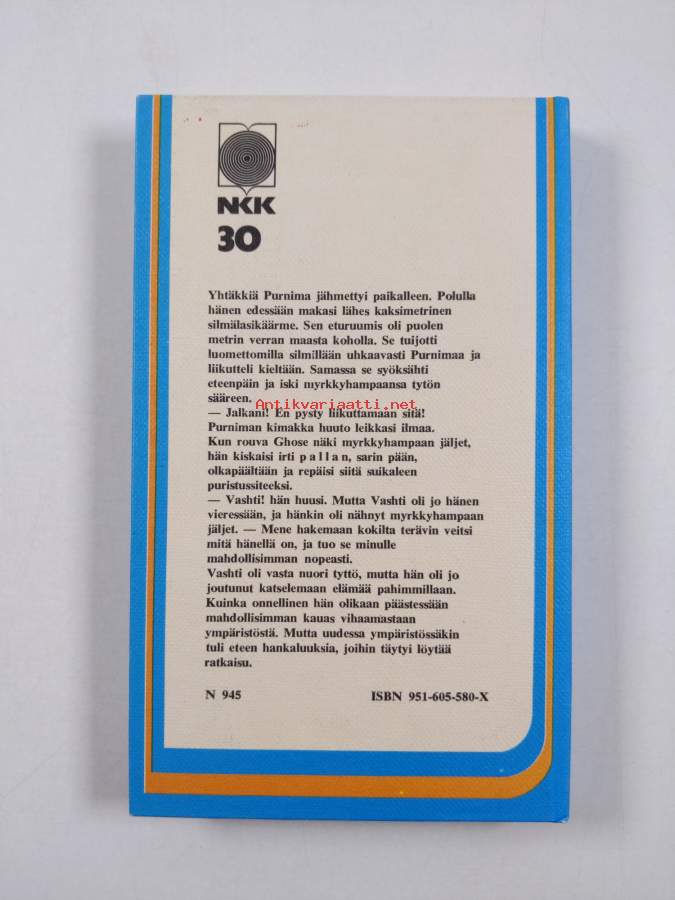 NKK
30
Yhtäkkiä Purnima jähmettyi paikalleen. Polulla
hänen edessään makasi lähes kaksimetrinen
silmälasikäärme. Sen eturuumis oli puolen
metrin verran maasta koholla. Se tuijotti
luomettomilla silmillään uhkaavasti Purnimaa ja
liikutteli kieltään. Samassa se syöksähti
eteenpäin ja iski myrkkyhampaansa tytön
sääreen.
Antikvariaatti.net
— Jalkani! En pysty liikuttamaan sitä!
Purniman kimakka huuto leikkasi ilmaa.
Kun rouva Ghose näki myrkkyhampaan jäljet,
hän kiskaisi irti pallan, sarin pään,
olkapäältään ja repäisi siitä suikaleen
puristussiteeksi.
— Vashti! hän huusi. Mutta Vashti oli jo hänen
vieressään, ja hänkin oli nähnyt myrkkyhampaan
jäljet. — Mene hakemaan kokilta terävin veitsi
mitä hänellä on, ja tuo se minulle
mahdollisimman nopeasti.
Vashti oli vasta nuori tyttö, mutta hän oli jo
joutunut katselemaan elämää pahimmillaan.
Kuinka onnellinen hän olikaan päästessään
mahdollisimman kauas vihaamastaan
ympäristöstä. Mutta uudessa ympäristössäkin
tuli eteen hankaluuksia, joihin täytyi löytää
ratkaisu.
N 945 ISBN 951-605-580-X